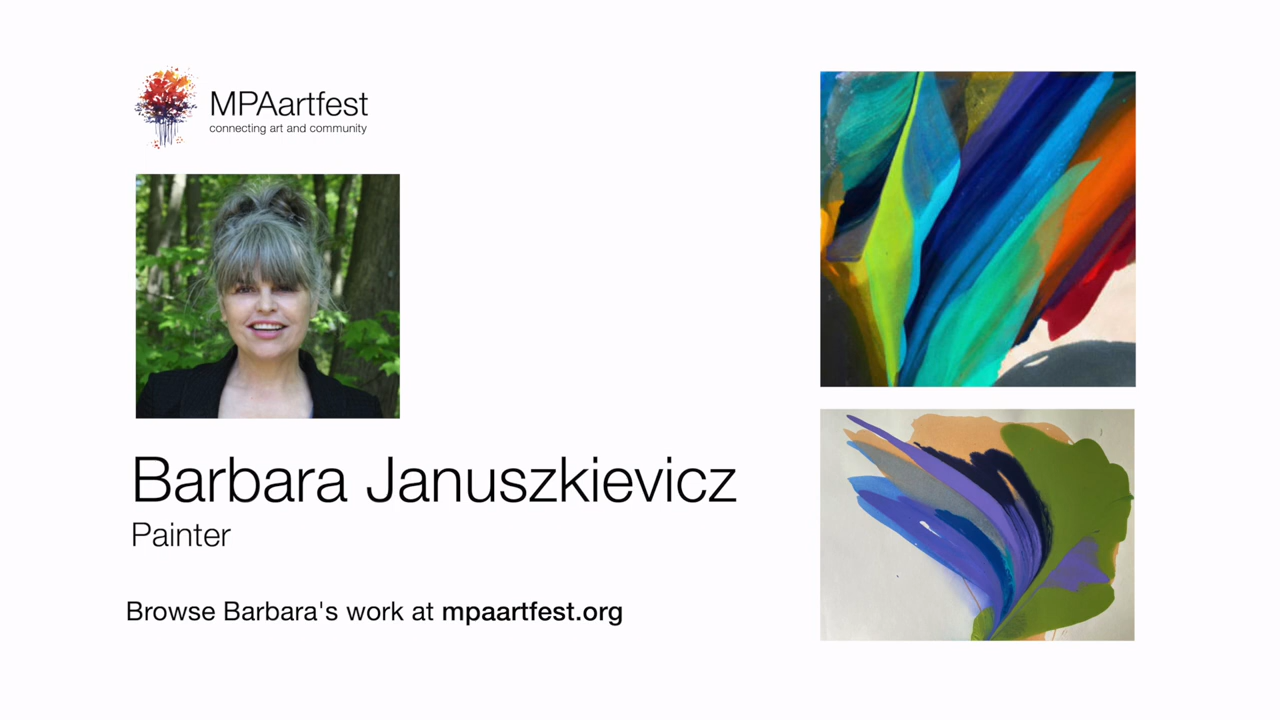 MPAartfest
connecting art and community
Barbara Januszkievicz
Painter
Browse Barbara's work at mpaartfest.org